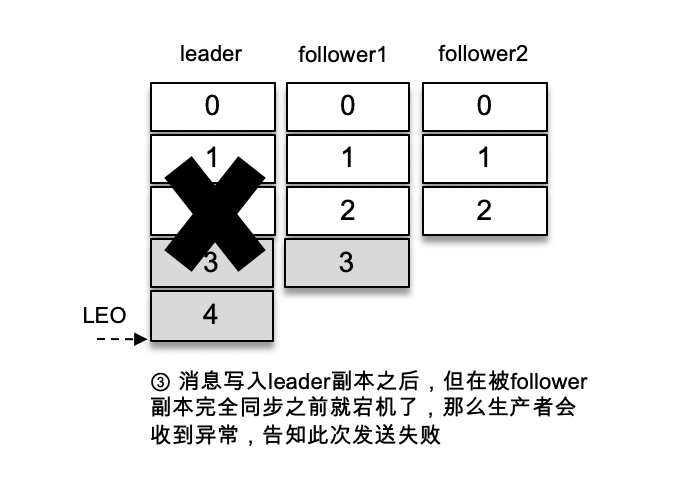 leader follower1 follower2
0 0 0
1 1 1
2 2
3 3
4
LEO
③ 消息写入leader副本之后，但在被follower
副本完全同步之前就宕机了，那么生产者会
收到异常，告知此次发送失败